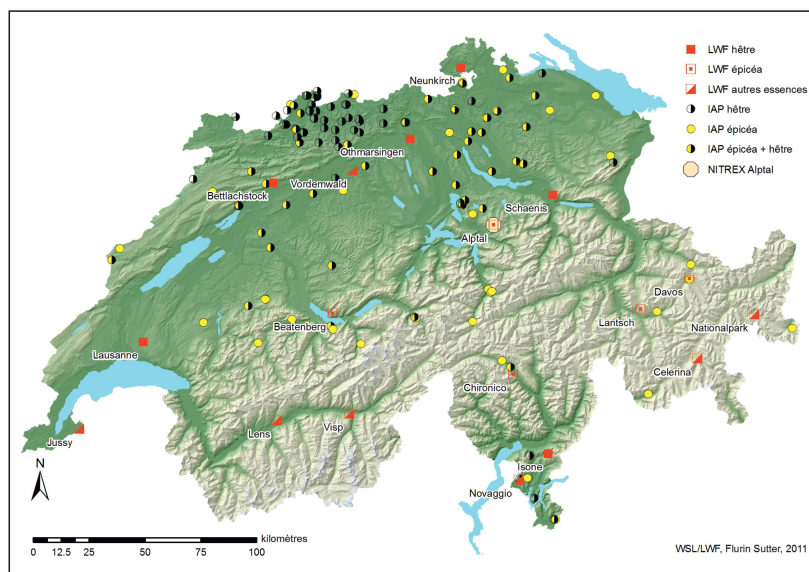 LWF hêtre
LWF épicéa
LWF autres essences
IAP hêtre
IAP épicéa
IAP épicéa + hêtre
NITREX Alptal
Neunkirch
Othmarsingen
Bettlachstock
Vordemwald
Schaenis
Alptal
Davos
Beatenberg
Lantsch
Nationalpark
Lausanne
Celerina
Chironico
Jussy
Lens
Visp
Isone
Novaggio
N
kilomètres
0 12.5 25 50 75 100
WSL/LWF, Flurin Sutter, 2011